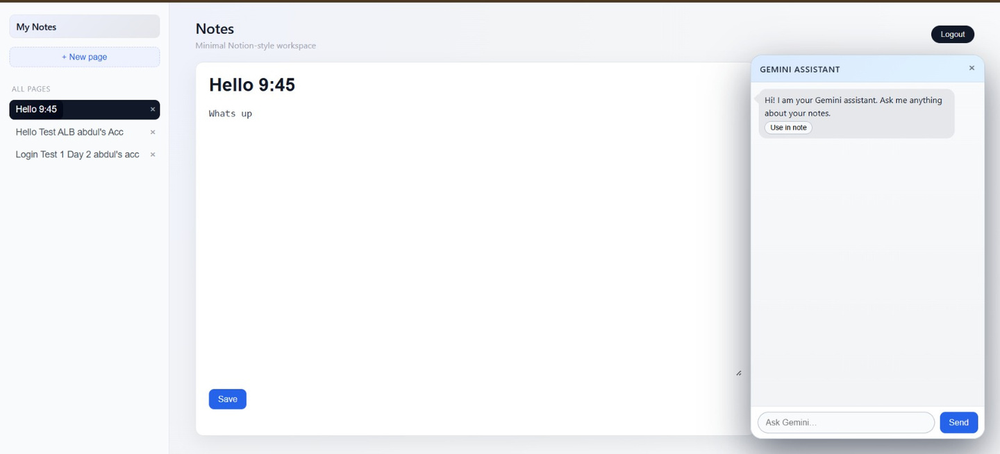 My Notes
+ New page
ALL PAGES
Hello 9:45 ×
Hello Test ALB abdul's Acc ×
Login Test 1 Day 2 abdul's acc ×
Notes
Minimal Notion-style workspace
Logout
Hello 9:45
Whats up
Save
GEMINI ASSISTANT ×
Hi! I am your Gemini assistant. Ask me anything
about your notes.
Use in note
Ask Gemini...
Send